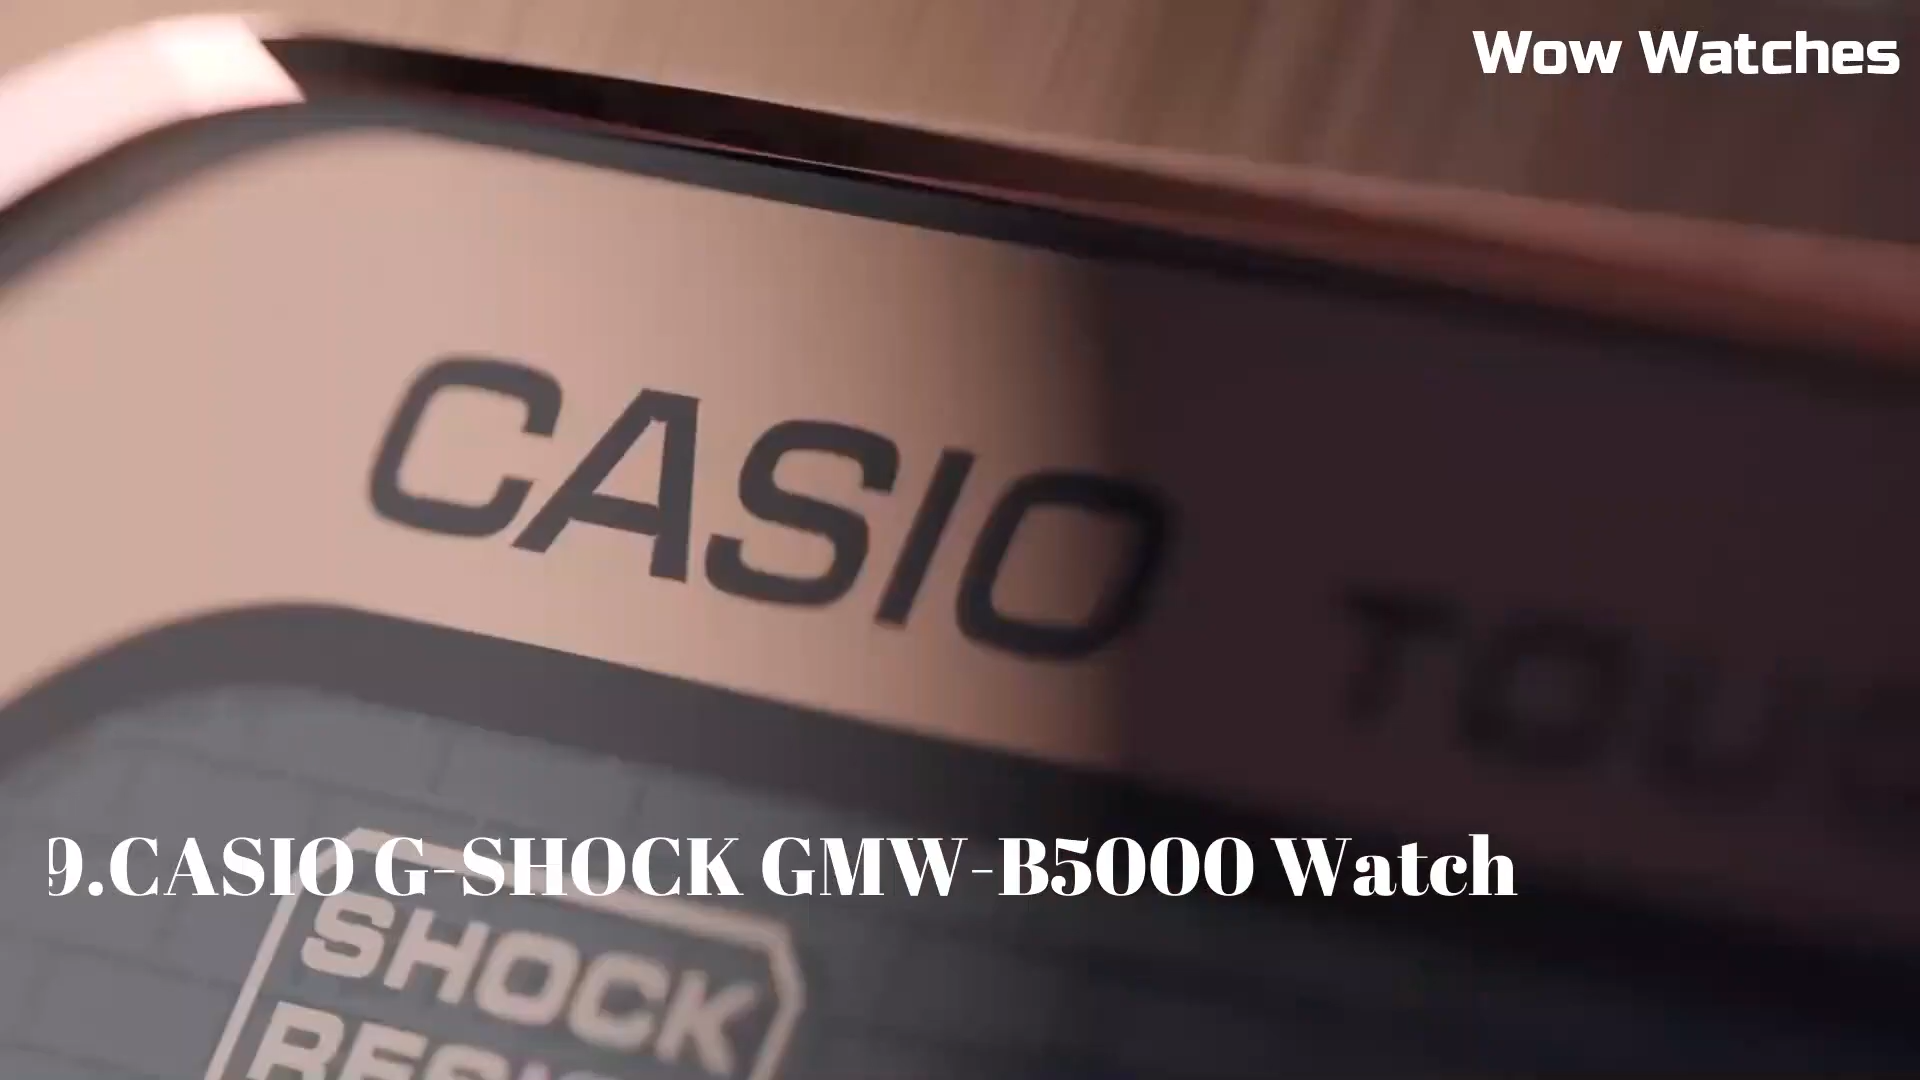 Wow Watches
CASIO
9.CASIO G-SHOCK GMW-B5000 Watch
SHOCK